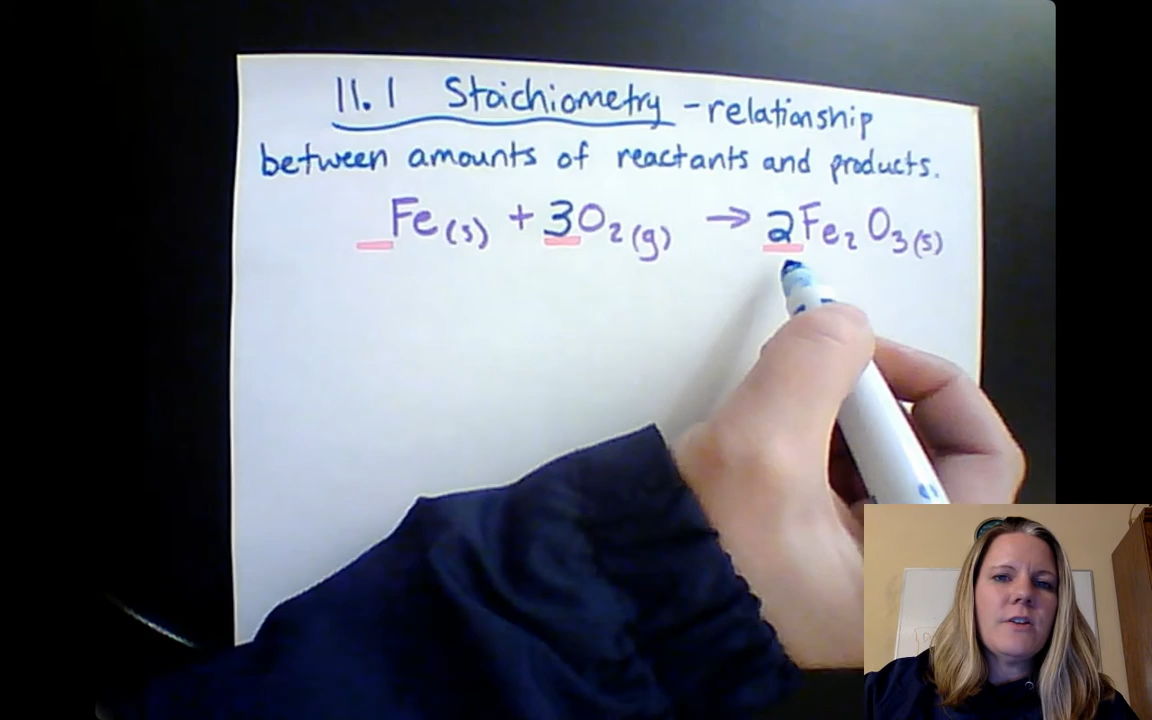 11.1 Stoichiometry - relationship
between amounts of reactants and products.
_Fe(s) + 3O₂(g) → 2Fe₂O₃(s)